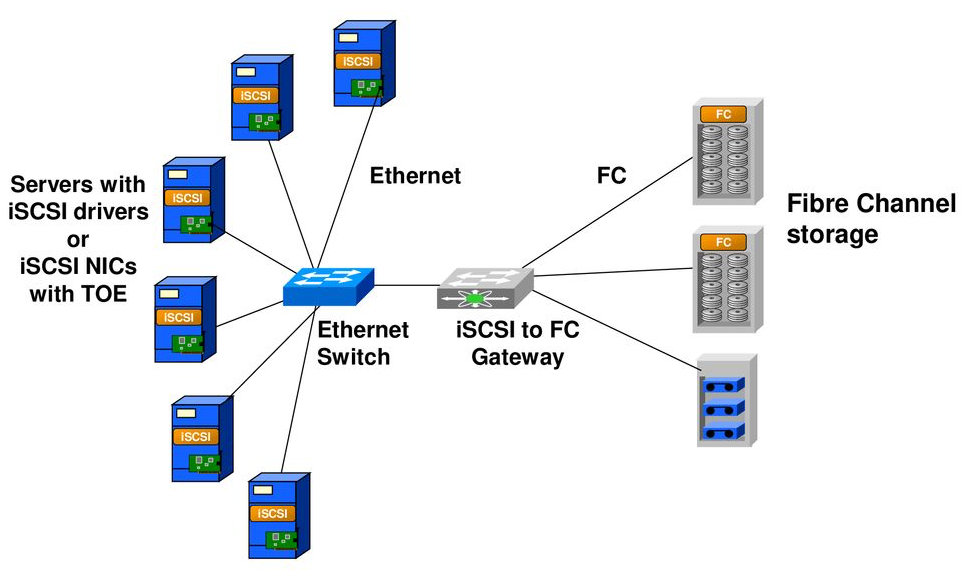 iSCSI
iSCSI
Ethernet
FC
FC
Servers with
iSCSI drivers
or
iSCSI NICs
with TOE
iSCSI
Fibre Channel
storage
FC
iSCSI
Ethernet
Switch
iSCSI to FC
Gateway
iSCSI
iSCSI